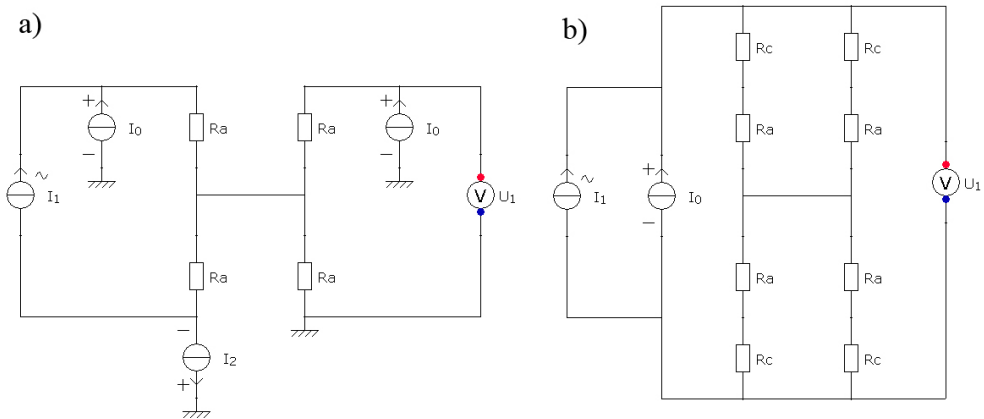 a)
b)
+
I₀
−
Ra
Ra
+
I₀
−
I₁
V
U₁
Ra
Ra
−
I₂
+
Rc
Rc
Ra
Ra
+
I₁
I₀
−
V
U₁
Ra
Ra
Rc
Rc